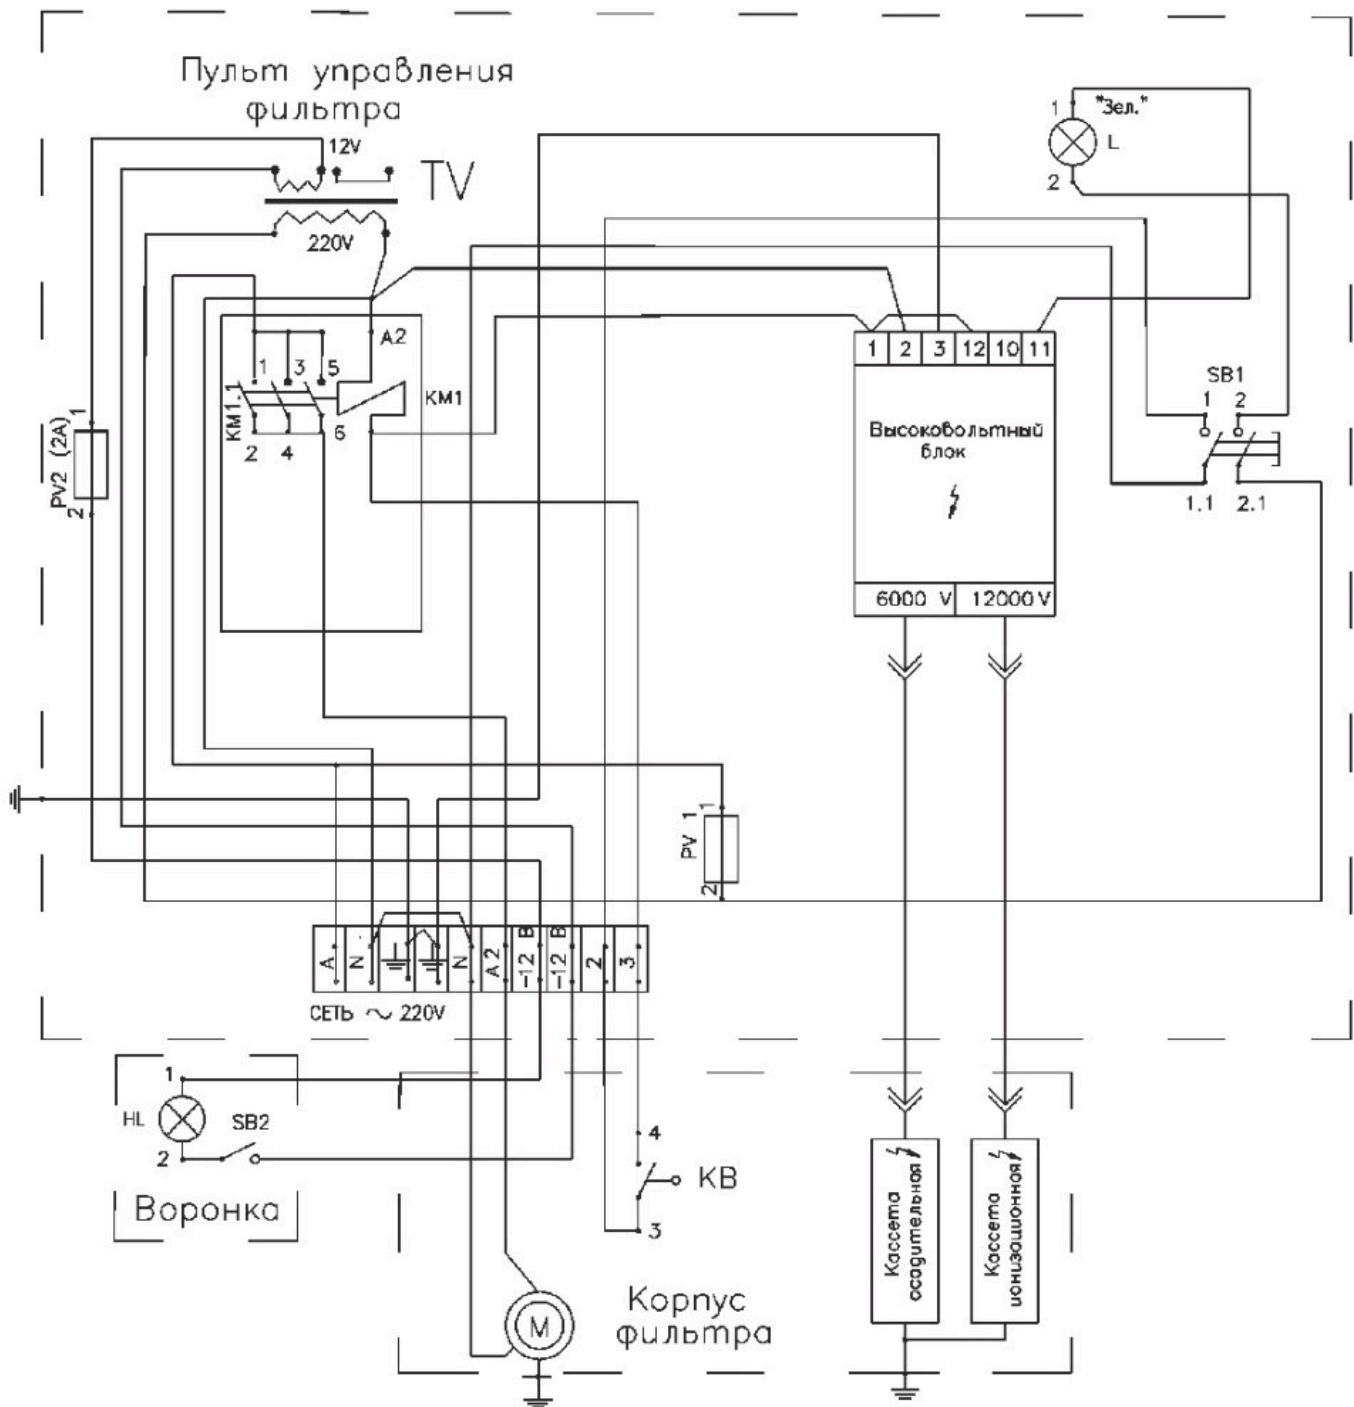 Пульт управления
фильтра
12V
TV
220V
1 "Зел."
L
2
A2
1 3 5
KM1.1
KM1
2 4 6
1 2 3 12 10 11
Высоковольтный
блок
6000 V 12000 V
SB1
1 2
1.1 2.1
1
PV2 (2A)
2
1
PV 1
2
A N N A2 -12 В -12 В 2 3
СЕТЬ ~ 220V
1
HL
SB2
2
Воронка
4
КВ
3
M
Корпус
фильтра
Кассета
осадительная
Кассета
ионизационная